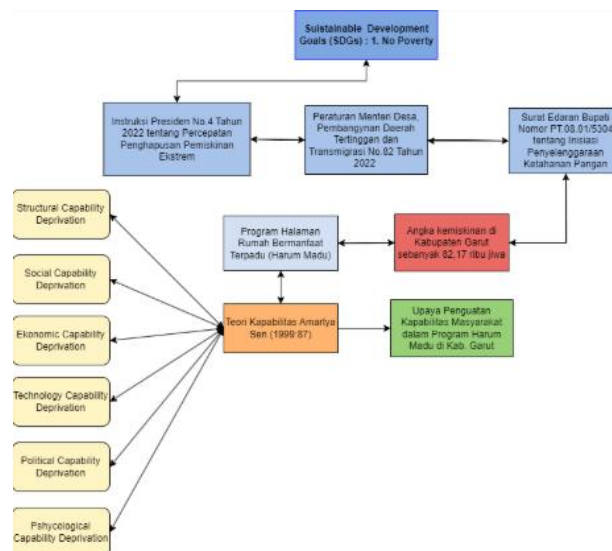 Suistainable Development
Goals (SDGs) : 1. No Poverty
Instruksi Presiden No.4 Tahun
2022 tentang Percepatan
Penghapusan Pemiskinan
Ekstrem
Peraturan Menteri Desa,
Pembangynan Daerah
Tertinggan dan
Transmigrasi No.82 Tahun
2022
Surat Edaran Bupati
Nomor PT.08.01/5304
tentang Inisiasi
Penyelenggaraan
Ketahanan Pangan
Structural Capability
Deprivation
Social Capability
Deprivation
Ekonomic Capability
Deprivation
Technology Capability
Deprivation
Political Capability
Deprivation
Pshycological
Capability Deprivation
Program Halaman
Rumah Bermanfaat
Terpadu (Harum Madu)
Angka kemiskinan di
Kabupaten Garut
sebanyak 82,17 ribu jiwa
Teori Kapabilitas Amartya
Sen (1999:87)
Upaya Penguatan
Kapabilitas Masyarakat
dalam Program Harum
Madu di Kab. Garut